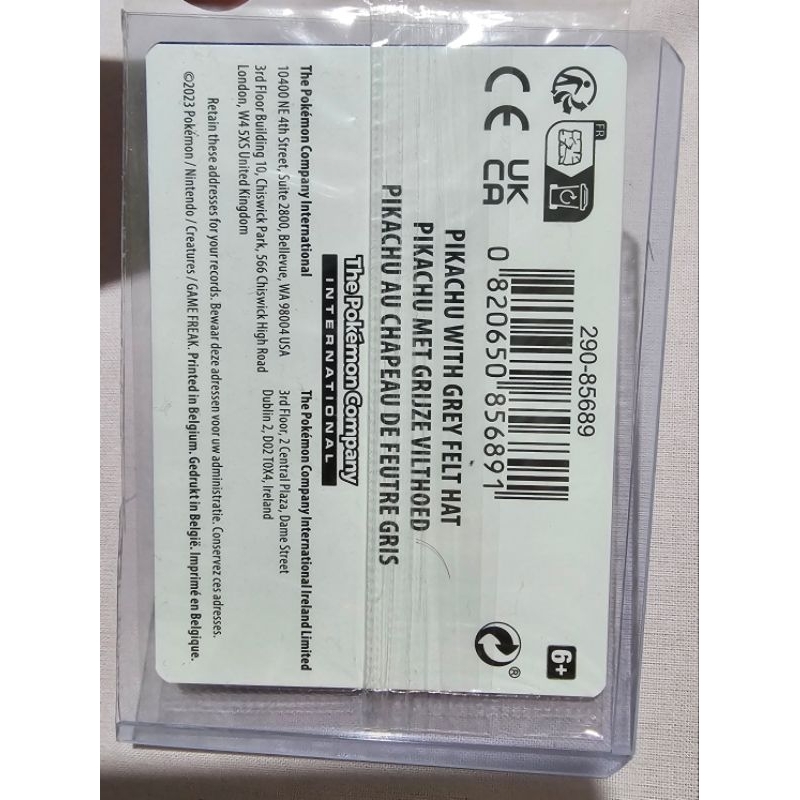 FR
CE
UK
CA
290-85689
0 820650 856891
6+
®
PIKACHU WITH GREY FELT HAT
PIKACHU MET GRIJZE VILTHOED
PIKACHU AU CHAPEAU DE FEUTRE GRIS
The Pokémon Company
INTERNATIONAL
The Pokémon Company International
10400 NE 4th Street, Suite 2800, Bellevue, WA 98004 USA
3rd Floor Building 10, Chiswick Park, 566 Chiswick High Road
London, W4 5XS United Kingdom
The Pokémon Company International Ireland Limited
3rd Floor, 2 Central Plaza, Dame Street
Dublin 2, D02 T0X4, Ireland
Retain these addresses for your records. Bewaar deze adressen voor uw administratie. Conservez ces adresses.
©2023 Pokémon / Nintendo / Creatures / GAME FREAK. Printed in Belgium. Gedrukt in België. Imprimé en Belgique.